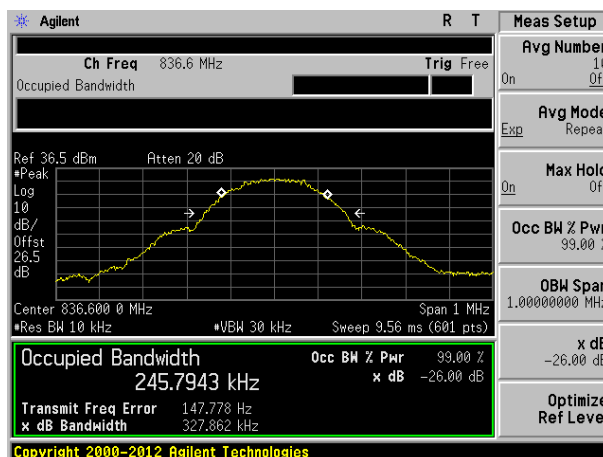 Agilent
R T
Ch Freq 836.6 MHz Trig Free
Occupied Bandwidth
Ref 36.5 dBm Atten 20 dB
#Peak
Log
10
dB/
Offst
26.5
dB
Center 836.600 0 MHz Span 1 MHz
#Res BW 10 kHz #VBW 30 kHz Sweep 9.56 ms (601 pts)
Occupied Bandwidth
245.7943 kHz
Occ BW % Pwr 99.00 %
x dB -26.00 dB
Transmit Freq Error 147.778 Hz
x dB Bandwidth 327.862 kHz
Copyright 2000-2012 Agilent Technologies
Meas Setup
Avg Number
On Of
Avg Mode
Exp Repea
Max Hold
On Of
Occ BW % Pwr
99.00 %
OBW Span
1.00000000 MHz
x dB
-26.00 dB
Optimize
Ref Level